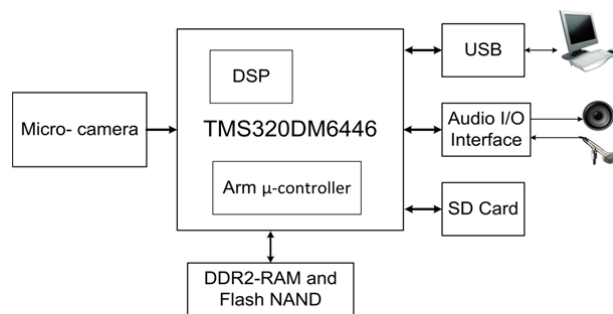 USB
DSP
Micro- camera
TMS320DM6446
Audio I/O
Interface
Arm μ-controller
SD Card
DDR2-RAM and
Flash NAND